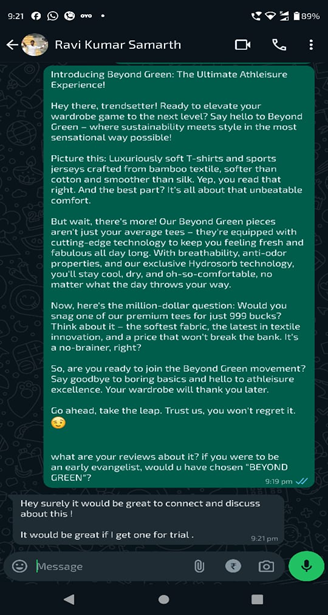 9:21
OYO
89%
Ravi Kumar Samarth
Introducing Beyond Green: The Ultimate Athleisure
Experience!
Hey there, trendsetter! Ready to elevate your
wardrobe game to the next level? Say hello to Beyond
Green – where sustainability meets style in the most
sensational way possible!
Picture this: Luxuriously soft T-shirts and sports
jerseys crafted from bamboo textile, softer than
cotton and smoother than silk. Yep, you read that
right. And the best part? It's all about that unbeatable
comfort.
But wait, there's more! Our Beyond Green pieces
aren't just your average tees – they're equipped with
cutting-edge technology to keep you feeling fresh and
fabulous all day long. With breathability, anti-odor
properties, and our exclusive Hydrosorb technology,
you'll stay cool, dry, and oh-so-comfortable, no
matter what the day throws your way.
Now, here's the million-dollar question: Would you
snag one of our premium tees for just 999 bucks?
Think about it – the softest fabric, the latest in textile
innovation, and a price that won't break the bank. It's
a no-brainer, right?
So, are you ready to join the Beyond Green movement?
Say goodbye to boring basics and hello to athleisure
excellence. Your wardrobe will thank you later.
Go ahead, take the leap. Trust us, you won't regret it.
😉
what are your reviews about it? if you were to be
an early evangelist, would u have chosen "BEYOND
GREEN"?
9:19 pm
Hey surely it would be great to connect and discuss
about this !
It would be great if I get one for trial .
9:21 pm
Message